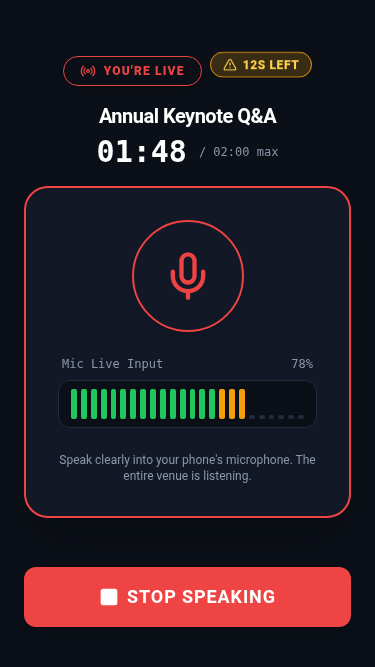 YOU'RE LIVE
12S LEFT
Annual Keynote Q&A
01:48 / 02:00 max
Mic Live Input 78%
Speak clearly into your phone's microphone. The
entire venue is listening.
STOP SPEAKING